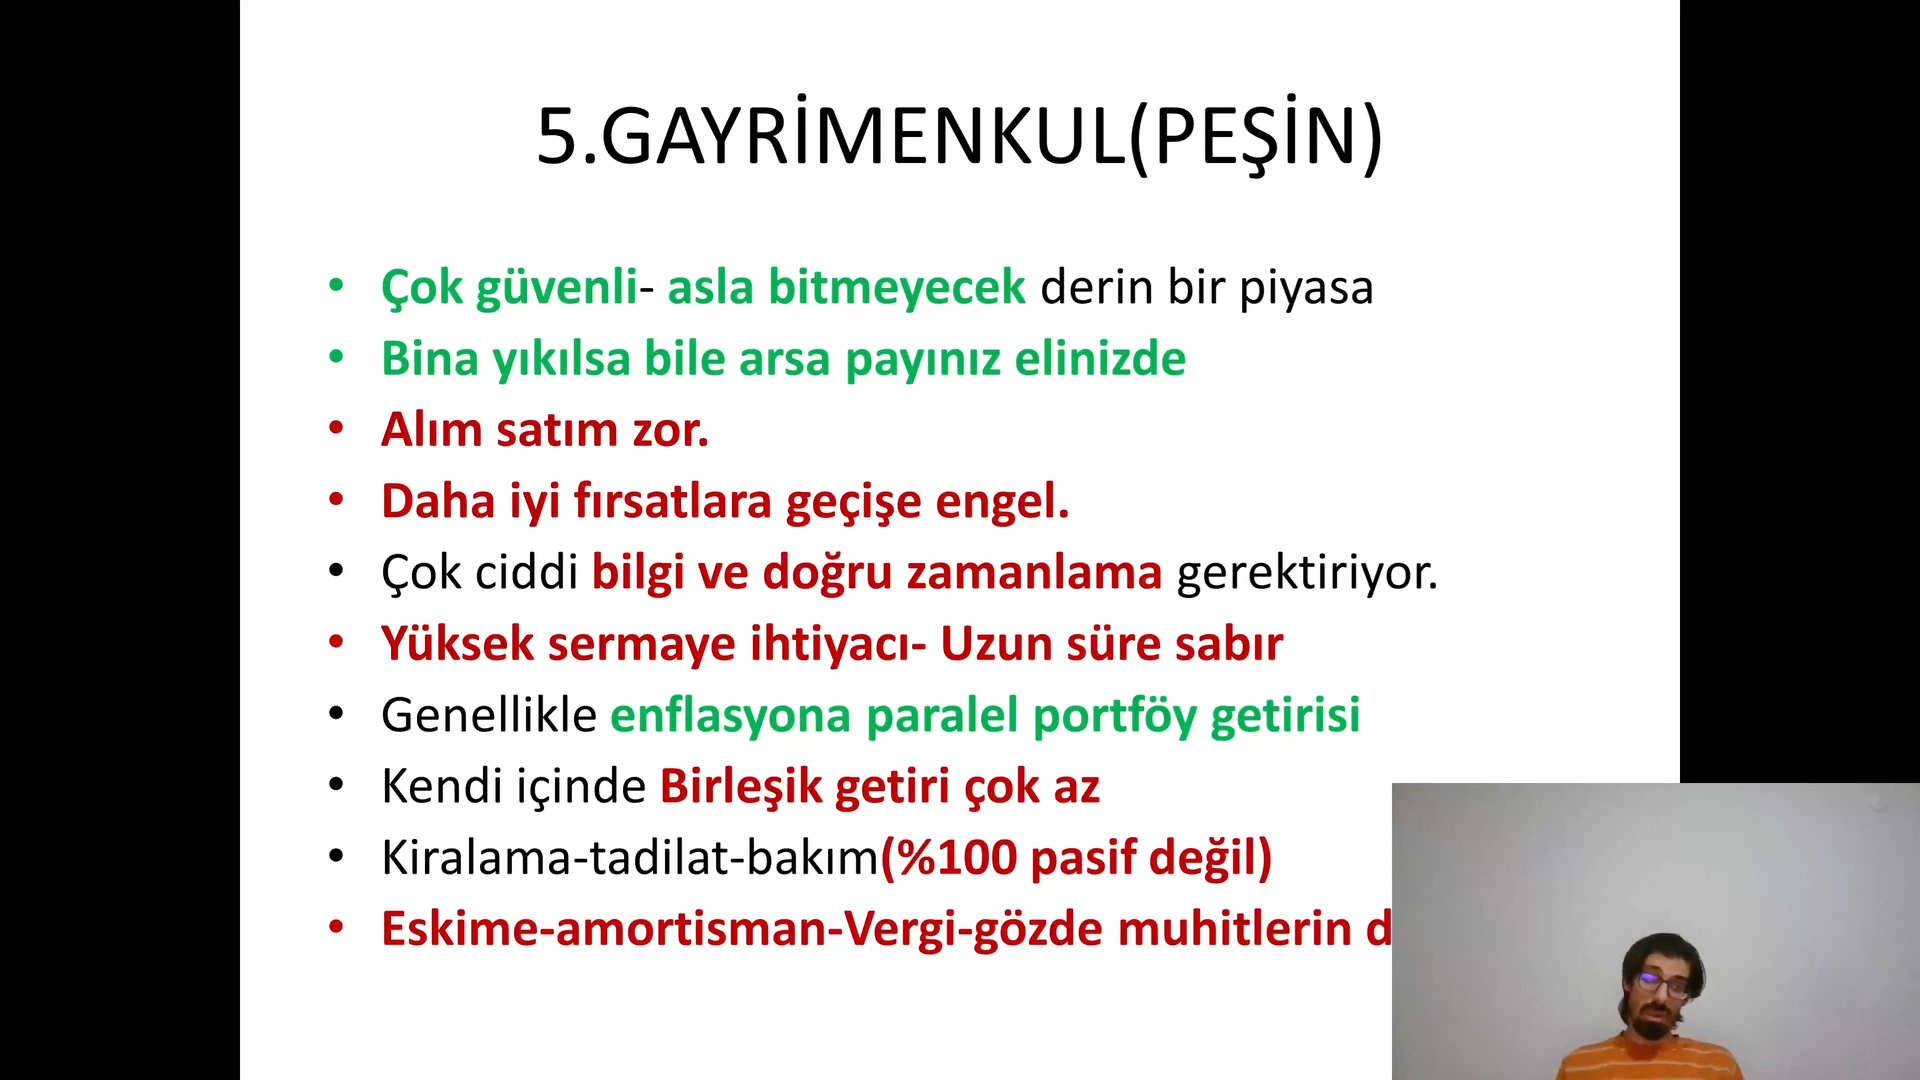 5.GAYRİMENKUL(PEŞİN)
• Çok güvenli- asla bitmeyecek derin bir piyasa
• Bina yıkılsa bile arsa payınız elinizde
• Alım satım zor.
• Daha iyi fırsatlara geçişe engel.
• Çok ciddi bilgi ve doğru zamanlama gerektiriyor.
• Yüksek sermaye ihtiyacı- Uzun süre sabır
• Genellikle enflasyona paralel portföy getirisi
• Kendi içinde Birleşik getiri çok az
• Kiralama-tadilat-bakım(%100 pasif değil)
• Eskime-amortisman-Vergi-gözde muhitlerin